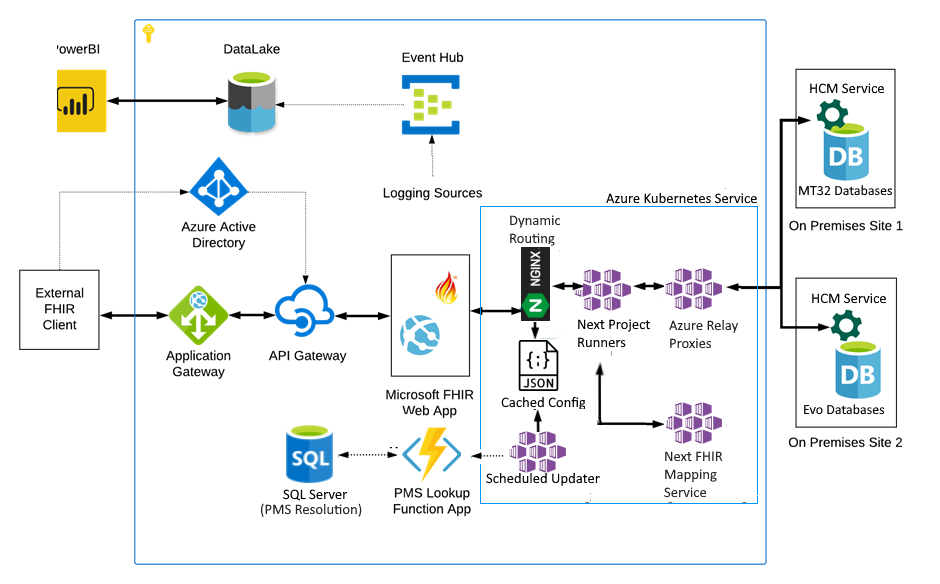 'owerBI
DataLake
Event Hub
Logging Sources
HCM Service
DB
MT32 Databases
On Premises Site 1
Azure Active
Directory
Azure Kubernetes Service
Dynamic
Routing
NGINX
N
External
FHIR
Client
Application
Gateway
API Gateway
Microsoft FHIR
Web App
Next Project
Runners
Azure Relay
Proxies
{;}
JSON
Cached Config
HCM Service
DB
Evo Databases
On Premises Site 2
SQL
SQL Server
(PMS Resolution)
PMS Lookup
Function App
Scheduled Updater
Next FHIR
Mapping
Service